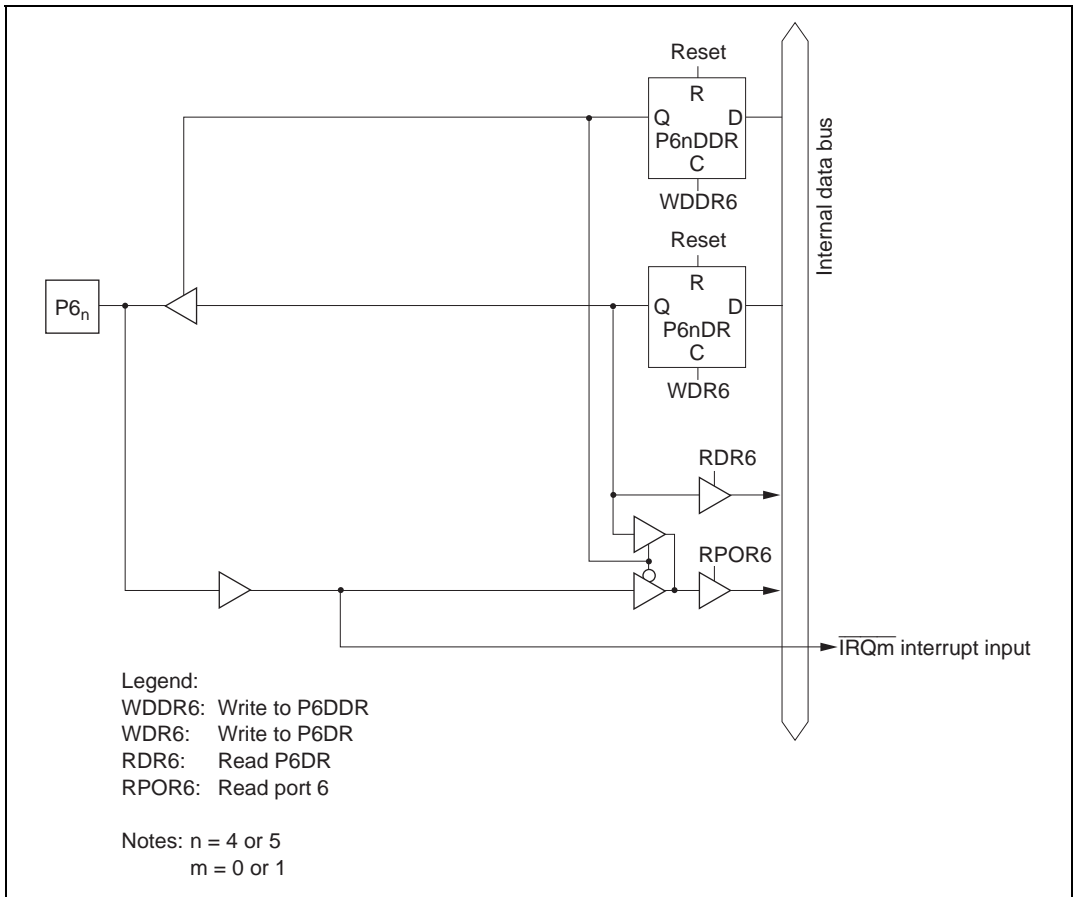 Reset
R
Q D
P6nDDR
C
WDDR6
Internal data bus
Reset
R
Q D
P6nDR
C
WDR6
P6n
RDR6
RPOR6
IRQm interrupt input
Legend:
WDDR6: Write to P6DDR
WDR6: Write to P6DR
RDR6: Read P6DR
RPOR6: Read port 6
Notes: n = 4 or 5
m = 0 or 1